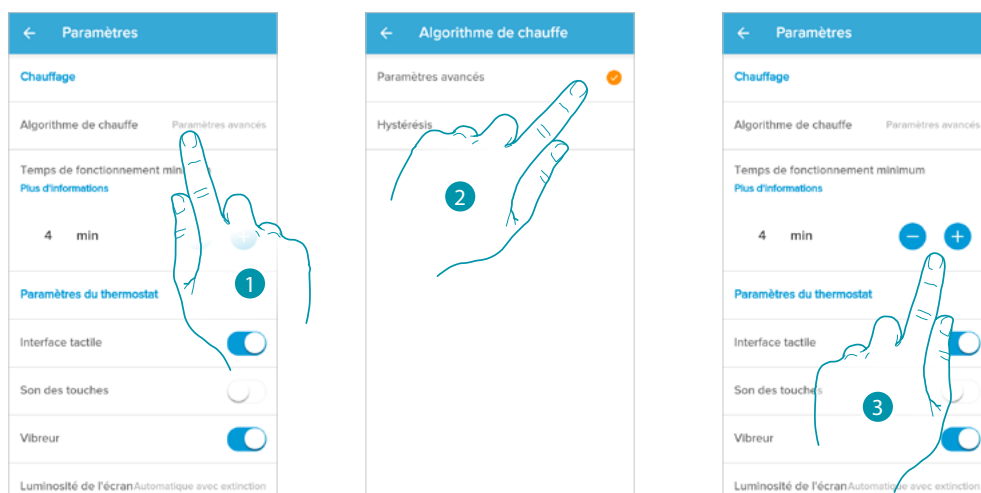 ← Paramètres
Chauffage
Algorithme de chauffe Paramètres avancés
Temps de fonctionnement min
Plus d'informations
4 min +
1
Paramètres du thermostat
Interface tactile
Son des touches
Vibreur
Luminosité de l'écran Automatique avec extinction
← Algorithme de chauffe
Paramètres avancés
Hystérésis
2
← Paramètres
Chauffage
Algorithme de chauffe Paramètres avancés
Temps de fonctionnement minimum
Plus d'informations
4 min − +
Paramètres du thermostat
Interface tactile
Son des touches
3
Vibreur
Luminosité de l'écran Automatique avec extinction